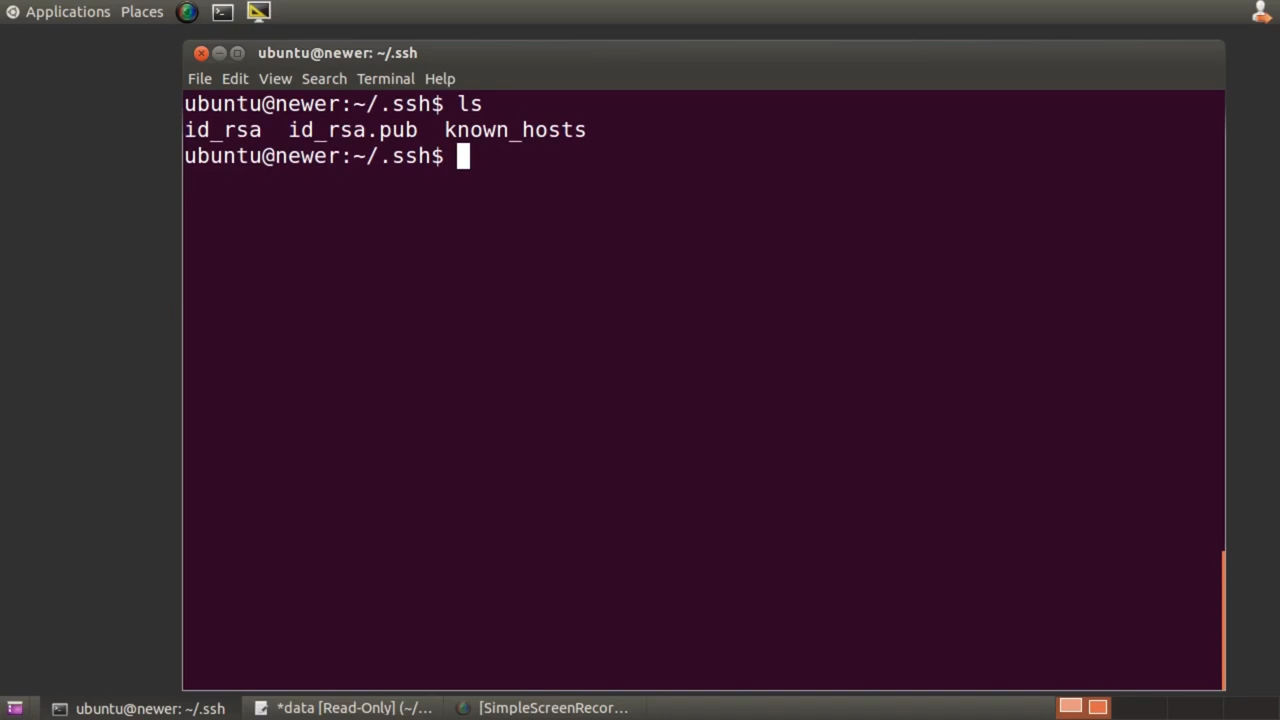 Applications Places
ubuntu@newer: ~/.ssh
File Edit View Search Terminal Help
ubuntu@newer:~/.ssh$ ls
id_rsa id_rsa.pub known_hosts
ubuntu@newer:~/.ssh$
ubuntu@newer: ~/.ssh *data [Read-Only] (~/... [SimpleScreenRecor...